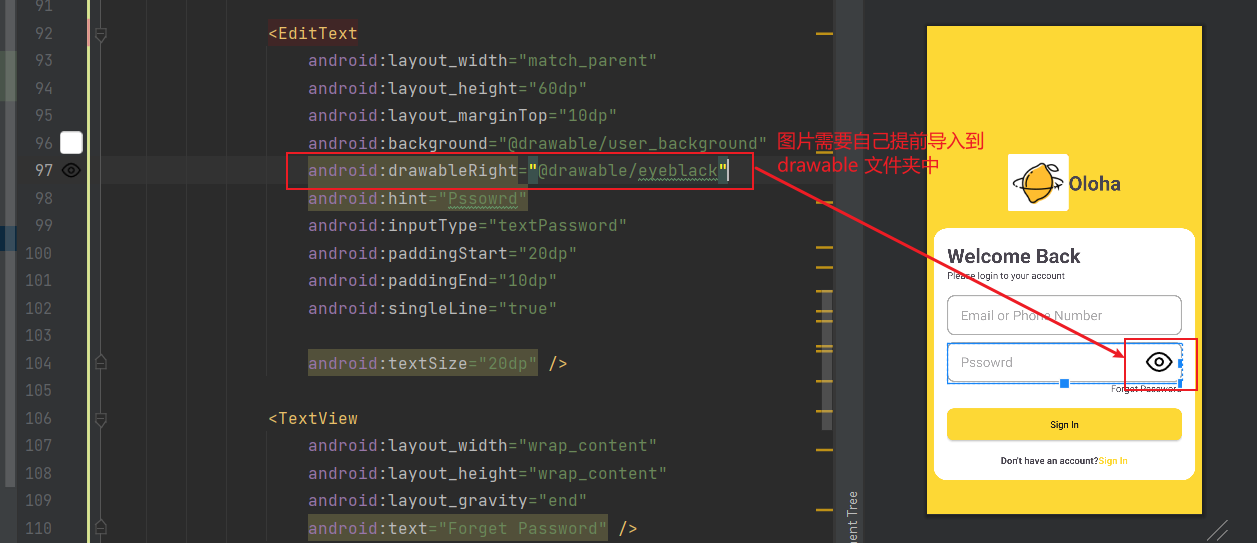 91
92 <EditText
93 android:layout_width="match_parent"
94 android:layout_height="60dp"
95 android:layout_marginTop="10dp"
96 android:background="@drawable/user_background"
97 android:drawableRight="@drawable/eyeblack"
98 android:hint="Pssowrd"
99 android:inputType="textPassword"
100 android:paddingStart="20dp"
101 android:paddingEnd="10dp"
102 android:singleLine="true"
103
104 android:textSize="20dp" />
105
106 <TextView
107 android:layout_width="wrap_content"
108 android:layout_height="wrap_content"
109 android:layout_gravity="end"
110 android:text="Forget Password" />
图片需要自己提前导入到
drawable 文件夹中
nent Tree
Oloha
Welcome Back
Please login to your account
Email or Phone Number
Pssowrd
Forget Password
Sign In
Don't have an account?Sign In